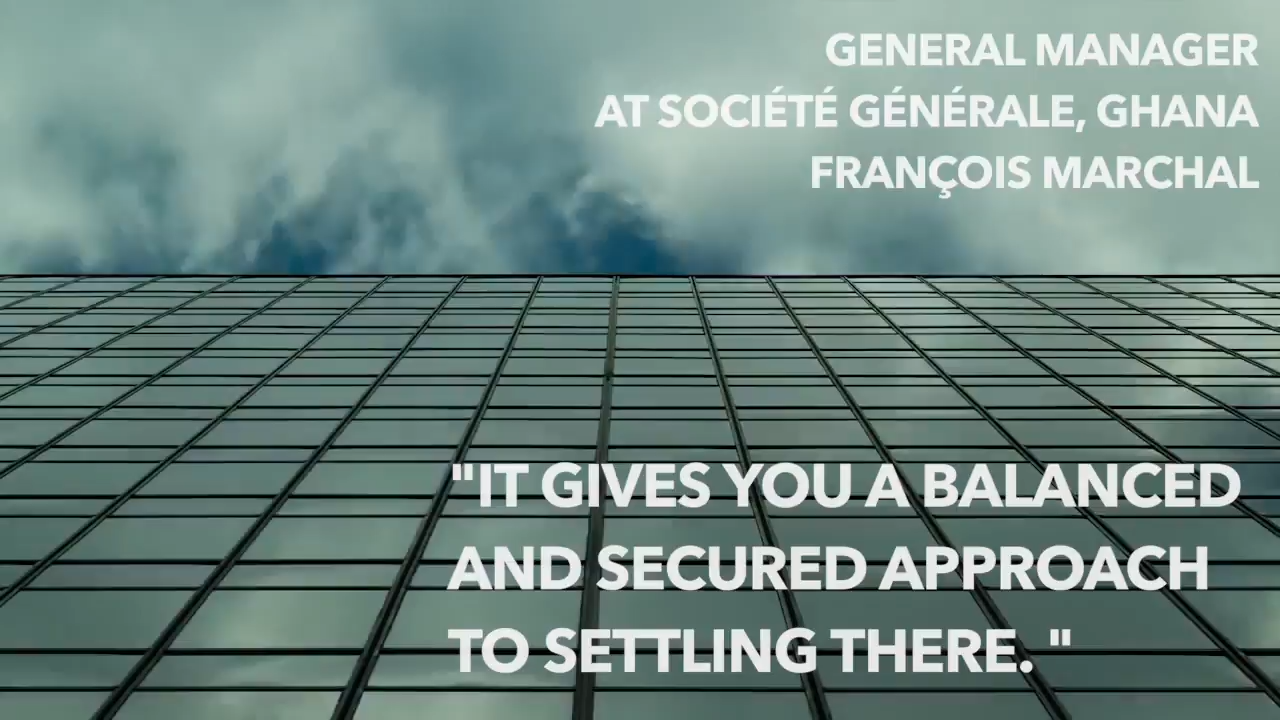 GENERAL MANAGER
AT SOCIÉTÉ GÉNÉRALE, GHANA
FRANÇOIS MARCHAL
"IT GIVES YOU A BALANCED
AND SECURED APPROACH
TO SETTLING THERE. "